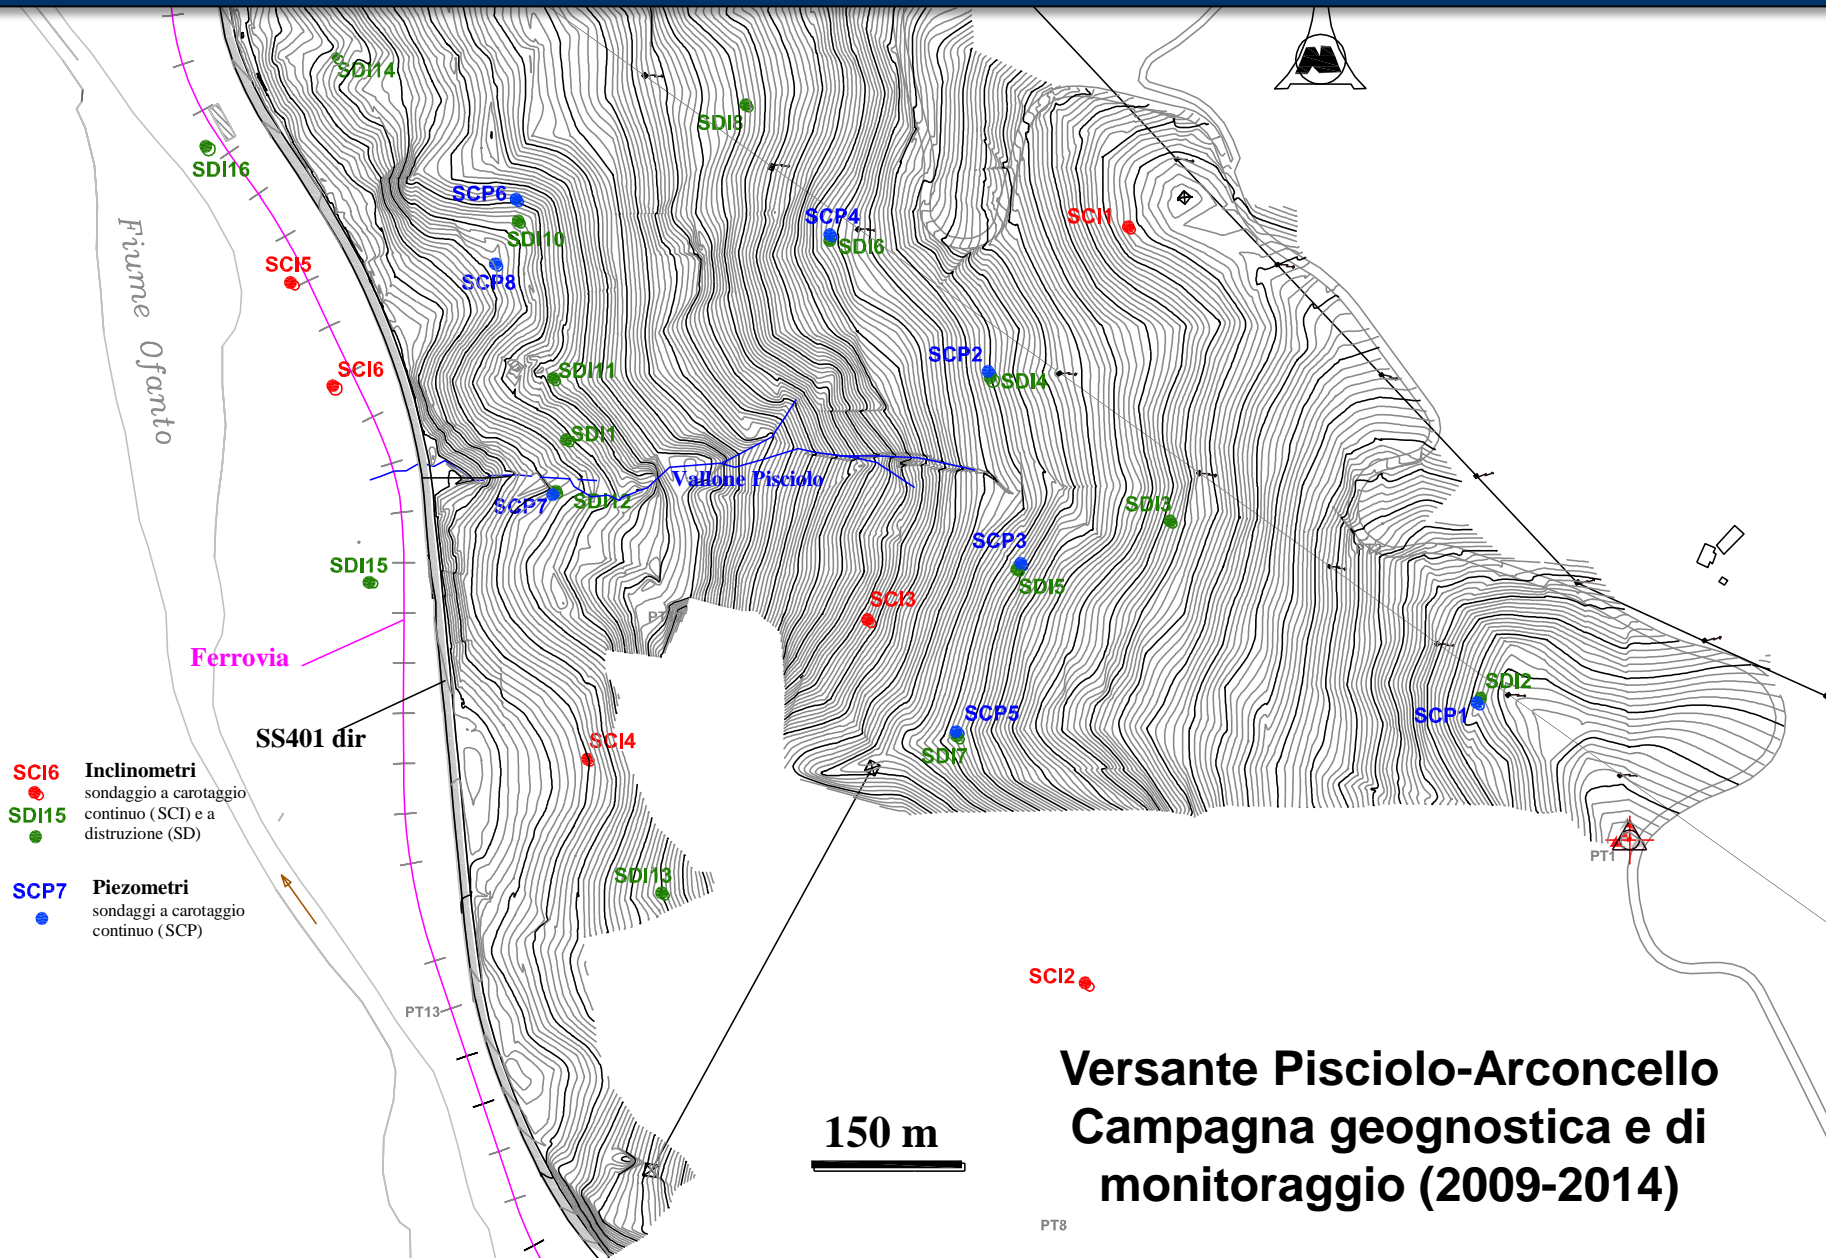 SDI14
SDI8
SDI16
SCP6
SDI10
SCP4
SDI6
SCI1
Fiume Ofanto
SCI5
SCP8
SCI6
SDI11
SCP2
SDI4
SDI1
Vallone Pisciolo
SCP7
SDI12
SDI3
SCP3
SDI15
SDI5
SCI3
PT
Ferrovia
SDI2
SCP5
SCP1
SS401 dir
SCI4
SDI7
SCI6
Inclinometri
sondaggio a carotaggio
SDI15
continuo (SCI) e a
distruzione (SD)
PT1
SDI13
SCP7
Piezometri
sondaggi a carotaggio
continuo (SCP)
SCI2
PT13
Versante Pisciolo-Arconcello
Campagna geognostica e di
monitoraggio (2009-2014)
150 m
PT8